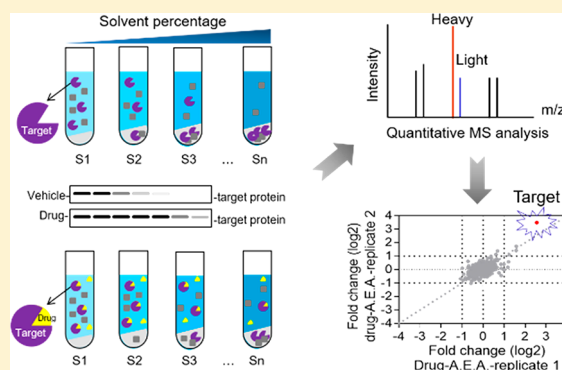 Solvent percentage
Target
S1 S2 S3 ... Sn
Vehicle- -target protein
Drug- -target protein
Drug
Target
S1 S2 S3 ... Sn
Heavy
Light
Intensity
m/z
Quantitative MS analysis
Target
Fold change (log2)
drug-A.E.A.-replicate 2
4
3
2
1
0
-1
-2
-3
-4
-4 -3 -2 -1 0 1 2 3
Fold change (log2)
Drug-A.E.A.-replicate 1